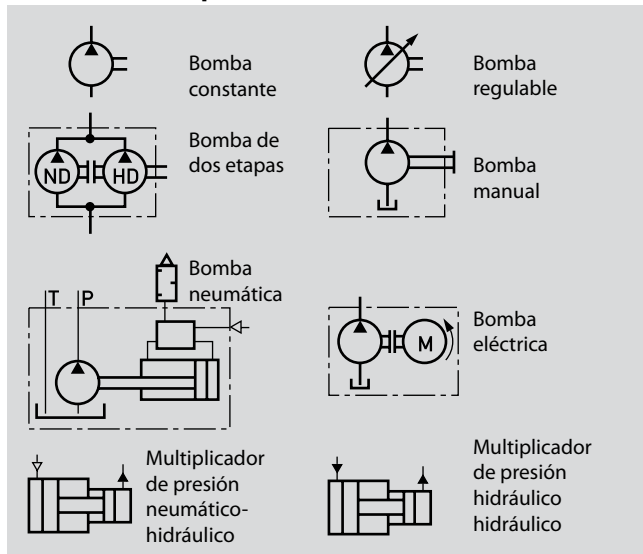 Bomba
constante
Bomba
regulable
Bomba de
dos etapas
ND
HD
Bomba
manual
Bomba
neumática
T
P
Bomba
eléctrica
M
Multiplicador
de presión
neumático-
hidráulico
Multiplicador
de presión
hidráulico
hidráulico